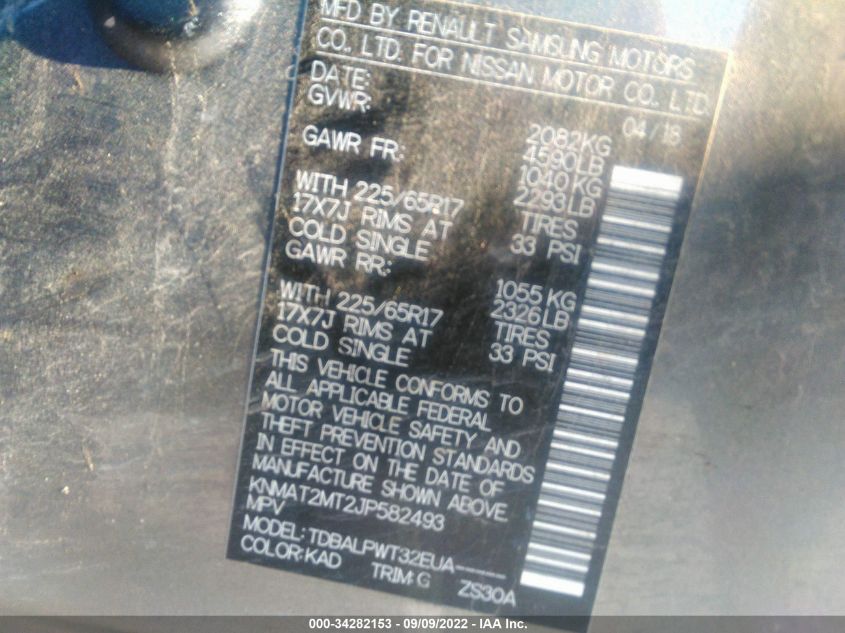 MFD BY RENAULT SAMSUNG MOTORS
CO., LTD. FOR NISSAN MOTOR CO., LTD.
DATE: 04/18
GVWR: 2082KG
4590LB
GAWR FR: 1040 KG
2293LB
WITH 225/65R17 TIRES
17X7J RIMS AT 33 PSI
COLD SINGLE
GAWR RR: 1055 KG
2326LB
WITH 225/65R17 TIRES
17X7J RIMS AT 33 PSI
COLD SINGLE
THIS VEHICLE CONFORMS TO
ALL APPLICABLE FEDERAL
MOTOR VEHICLE SAFETY AND
THEFT PREVENTION STANDARDS
IN EFFECT ON THE DATE OF
MANUFACTURE SHOWN ABOVE.
KNMAT2MT2JP582493
MPV
MODEL: TDBALPWT32EUA-----
COLOR: KAD TRIM: G ZS30A
000-34282153 - 09/09/2022 - IAA Inc.